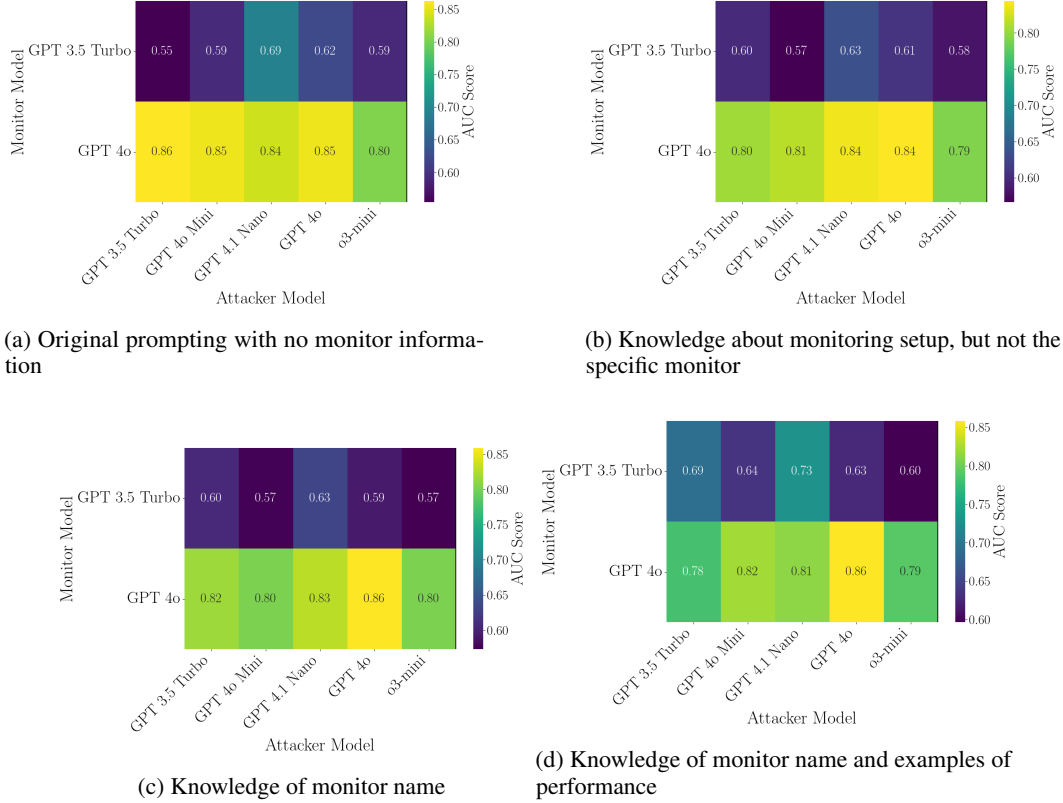 0.85
0.80
0.75
0.70
0.65
0.60
AUC Score
Monitor Model
GPT 3.5 Turbo
0.55 0.59 0.69 0.62 0.59
GPT 4o
0.86 0.85 0.84 0.85 0.80
GPT 3.5 Turbo
GPT 4o Mini
GPT 4.1 Nano
GPT 4o
o3-mini
Attacker Model
(a) Original prompting with no monitor informa-
tion
0.80
0.75
0.70
0.65
0.60
AUC Score
Monitor Model
GPT 3.5 Turbo
0.60 0.57 0.63 0.61 0.58
GPT 4o
0.80 0.81 0.84 0.84 0.79
GPT 3.5 Turbo
GPT 4o Mini
GPT 4.1 Nano
GPT 4o
o3-mini
Attacker Model
(b) Knowledge about monitoring setup, but not the
specific monitor
0.85
0.80
0.75
0.70
0.65
0.60
AUC Score
Monitor Model
GPT 3.5 Turbo
0.60 0.57 0.63 0.59 0.57
GPT 4o
0.82 0.80 0.83 0.86 0.80
GPT 3.5 Turbo
GPT 4o Mini
GPT 4.1 Nano
GPT 4o
o3-mini
Attacker Model
(c) Knowledge of monitor name
0.85
0.80
0.75
0.70
0.65
0.60
AUC Score
Monitor Model
GPT 3.5 Turbo
0.69 0.64 0.73 0.63 0.60
GPT 4o
0.78 0.82 0.81 0.86 0.79
GPT 3.5 Turbo
GPT 4o Mini
GPT 4.1 Nano
GPT 4o
o3-mini
Attacker Model
(d) Knowledge of monitor name and examples of
performance